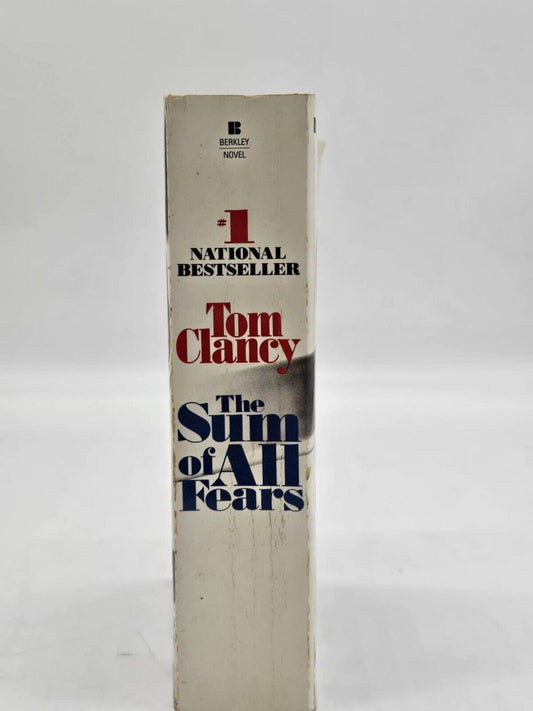 B
BERKLEY
NOVEL
#1
NATIONAL
BESTSELLER
Tom
Clancy
The
Sum
of All
Fears